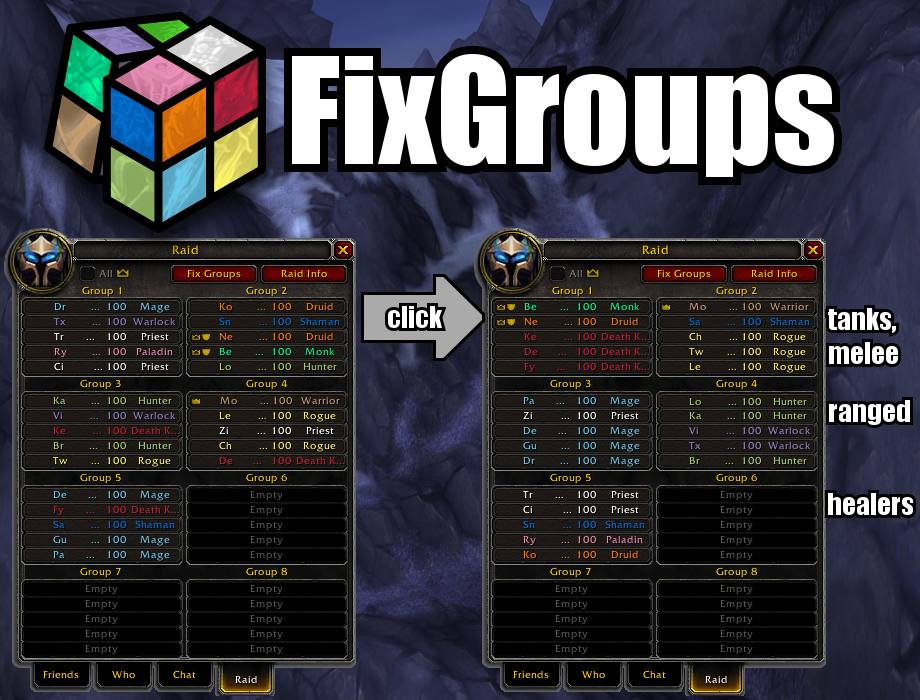 FixGroups
Raid
All
Fix Groups
Raid Info
Group 1
Dr ... 100 Mage
Tx ... 100 Warlock
Tr ... 100 Priest
Ry ... 100 Paladin
Ci ... 100 Priest
Group 2
Ko ... 100 Druid
Sn ... 100 Shaman
Ne ... 100 Druid
Be ... 100 Monk
Lo ... 100 Hunter
Group 3
Ka ... 100 Hunter
Vi ... 100 Warlock
Ke ... 100 Death K...
Br ... 100 Hunter
Tw ... 100 Rogue
Group 4
Mo ... 100 Warrior
Le ... 100 Rogue
Zi ... 100 Priest
Ch ... 100 Rogue
De ... 100 Death K...
Group 5
De ... 100 Mage
Fy ... 100 Death K...
Sa ... 100 Shaman
Gu ... 100 Mage
Pa ... 100 Mage
Group 6
Empty
Empty
Empty
Empty
Empty
Group 7
Empty
Empty
Empty
Empty
Empty
Group 8
Empty
Empty
Empty
Empty
Empty
Friends
Who
Chat
Raid
click
Raid
All
Fix Groups
Raid Info
Group 1
Be ... 100 Monk
Ne ... 100 Druid
Ke ... 100 Death K...
De ... 100 Death K...
Fy ... 100 Death K...
Group 2
Mo ... 100 Warrior
Sa ... 100 Shaman
Ch ... 100 Rogue
Tw ... 100 Rogue
Le ... 100 Rogue
tanks,
melee
Group 3
Pa ... 100 Mage
Zi ... 100 Priest
De ... 100 Mage
Gu ... 100 Mage
Dr ... 100 Mage
Group 4
Lo ... 100 Hunter
Ka ... 100 Hunter
Vi ... 100 Warlock
Tx ... 100 Warlock
Br ... 100 Hunter
ranged
Group 5
Tr ... 100 Priest
Ci ... 100 Priest
Sn ... 100 Shaman
Ry ... 100 Paladin
Ko ... 100 Druid
Group 6
Empty
Empty
Empty
Empty
Empty
healers
Group 7
Empty
Empty
Empty
Empty
Empty
Group 8
Empty
Empty
Empty
Empty
Empty
Friends
Who
Chat
Raid